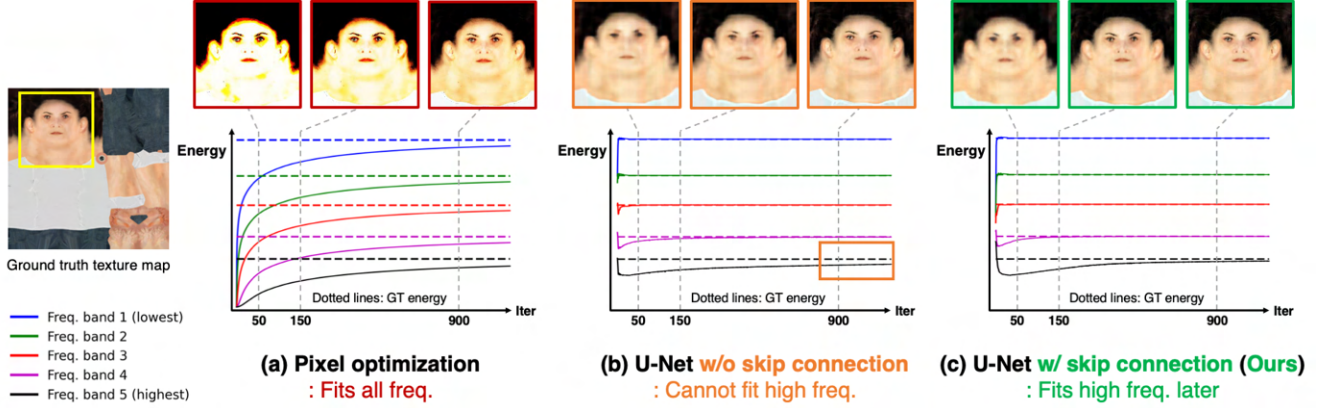 Ground truth texture map
Freq. band 1 (lowest)
Freq. band 2
Freq. band 3
Freq. band 4
Freq. band 5 (highest)
Energy
Dotted lines: GT energy
Iter
50
150
900
(a) Pixel optimization
: Fits all freq.
Energy
Dotted lines: GT energy
Iter
50
150
900
(b) U-Net w/o skip connection
: Cannot fit high freq.
Energy
Dotted lines: GT energy
Iter
50
150
900
(c) U-Net w/ skip connection (Ours)
: Fits high freq. later